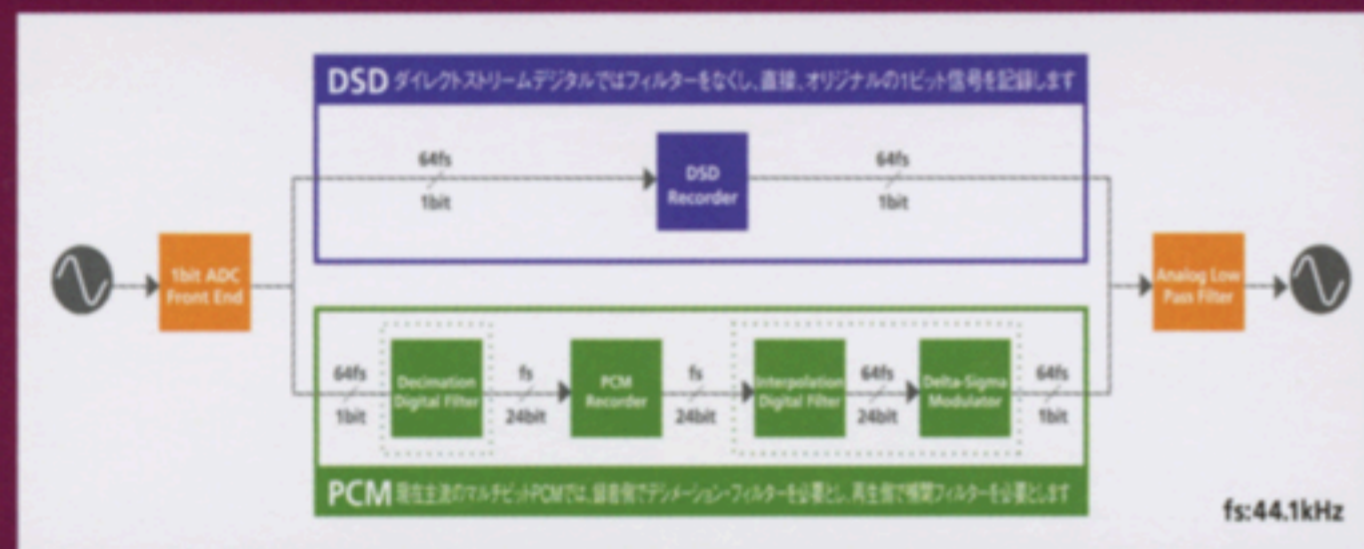 DSD ダイレクトストリームデジタルではフィルターをなくし、直接、オリジナルの1ビット信号を記録します
64fs
1bit
DSD
Recorder
64fs
1bit
1bit ADC
Front End
Analog Low
Pass Filter
64fs
1bit
Decimation
Digital Filter
fs
24bit
PCM
Recorder
fs
24bit
Interpolation
Digital Filter
64fs
24bit
Delta-Sigma
Modulator
64fs
1bit
PCM 現在主流のマルチビットPCMでは、録音側でデシメーション・フィルターを必要とし、再生側で補間フィルターを必要とします
fs:44.1kHz